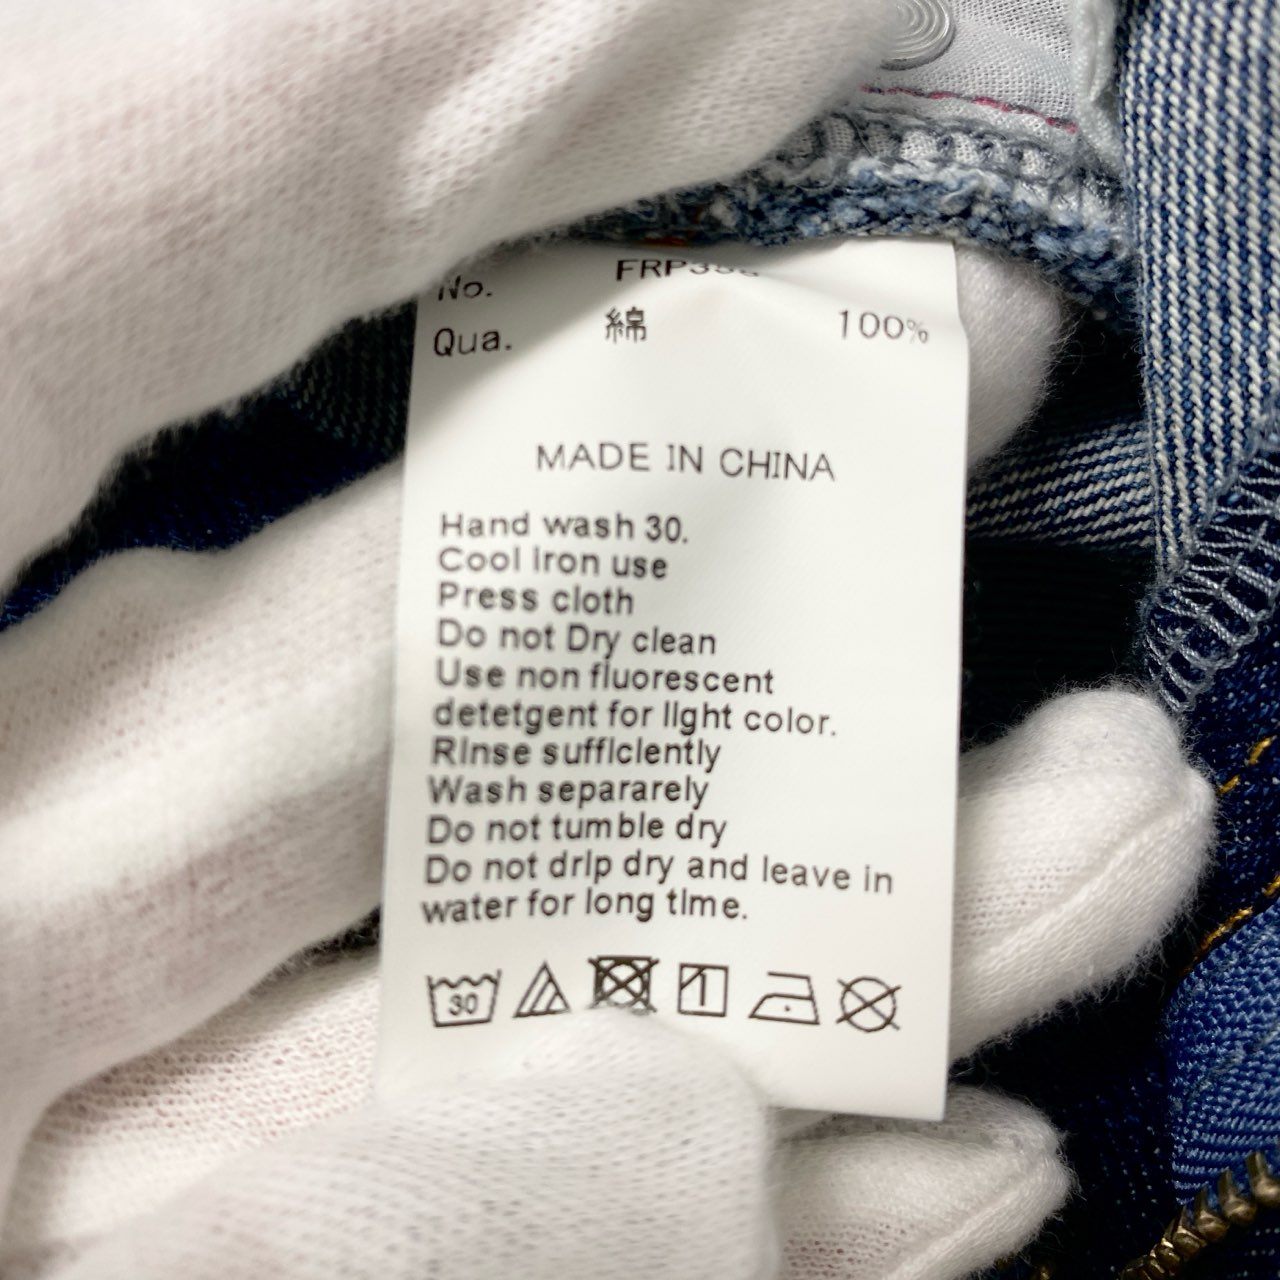 No.
Qua. 綿 100%
MADE IN CHINA
Hand wash 30.
Cool Iron use
Press cloth
Do not Dry clean
Use non fluorescent
detetgent for light color.
Rinse sufficiently
Wash separarely
Do not tumble dry
Do not drip dry and leave in
water for long time.
30